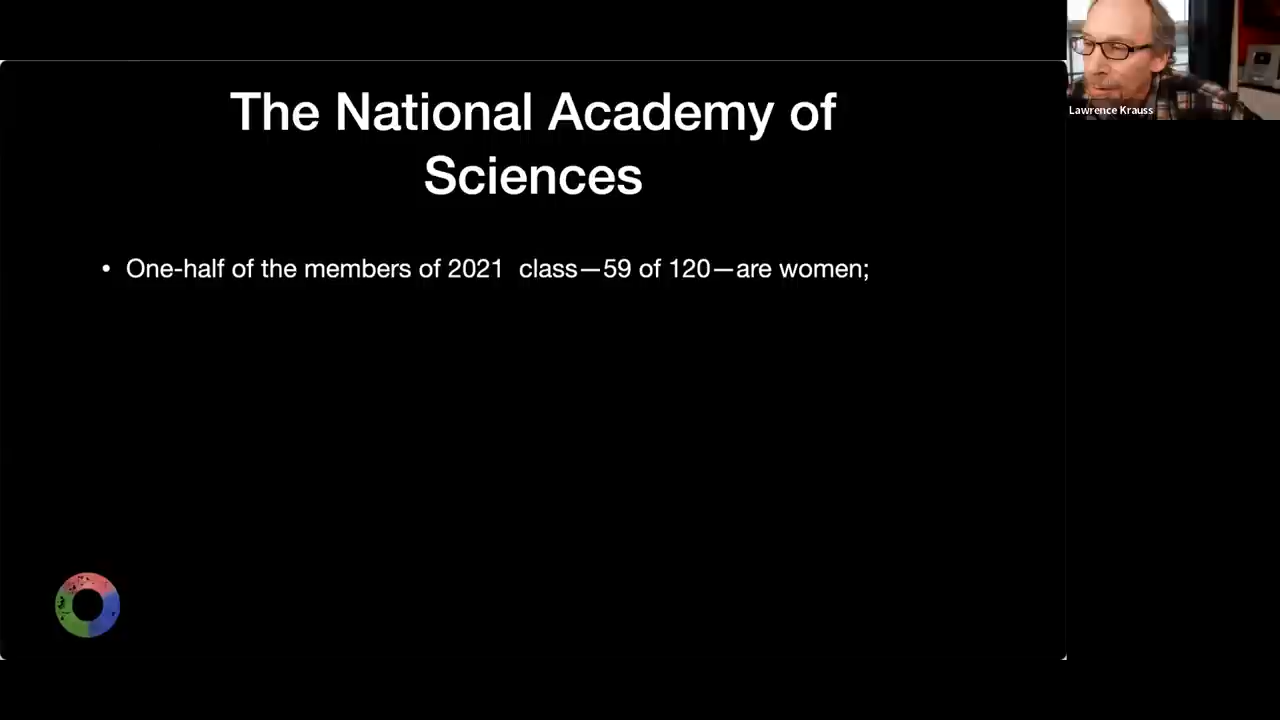 The National Academy of
Sciences
• One-half of the members of 2021  class—59 of 120—are women;
Lawrence Krauss